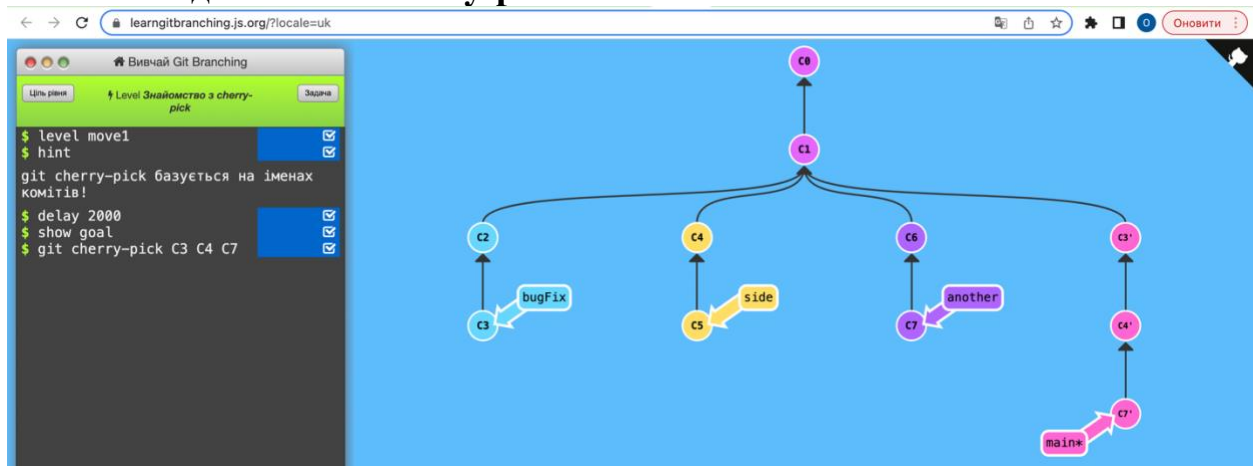 learngitbranching.js.org/?locale=uk
О
Оновити
Вивчай Git Branching
Ціль рівня
Level Знайомство з cherry-
pick
Задача
$ level move1
$ hint
git cherry-pick базується на іменах
комітів!
$ delay 2000
$ show goal
$ git cherry-pick C3 C4 C7
C0
C1
C2
C4
C6
C3'
bugFix
side
another
C3
C5
C7
C4'
C7'
main*